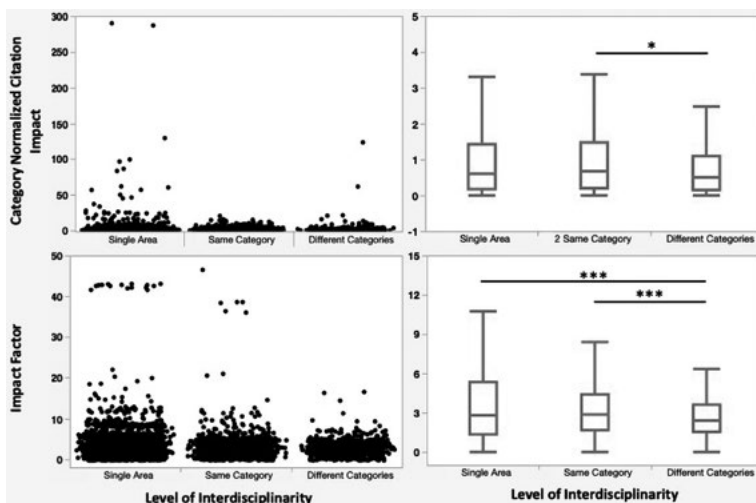 Category Normalized Citation
Impact
300
250
200
150
100
50
0
Single Area
Same Category
Different Categories
5
4
3
2
1
0
-1
*
Single Area
2 Same Category
Different Categories
Impact Factor
50
40
30
20
10
0
Single Area
Same Category
Different Categories
Level of Interdisciplinarity
15
12
9
6
3
0
***
***
Single Area
Same Category
Different Categories
Level of Interdisciplinarity